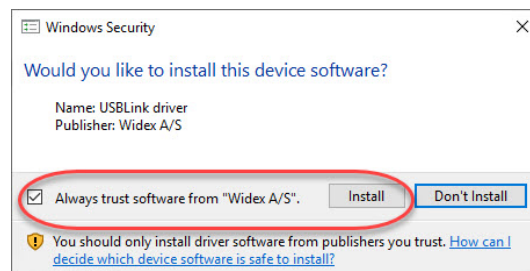 Windows Security
Would you like to install this device software?
Name: USBLink driver
Publisher: Widex A/S
Always trust software from "Widex A/S".
Install
Don't Install
You should only install driver software from publishers you trust. How can I
decide which device software is safe to install?